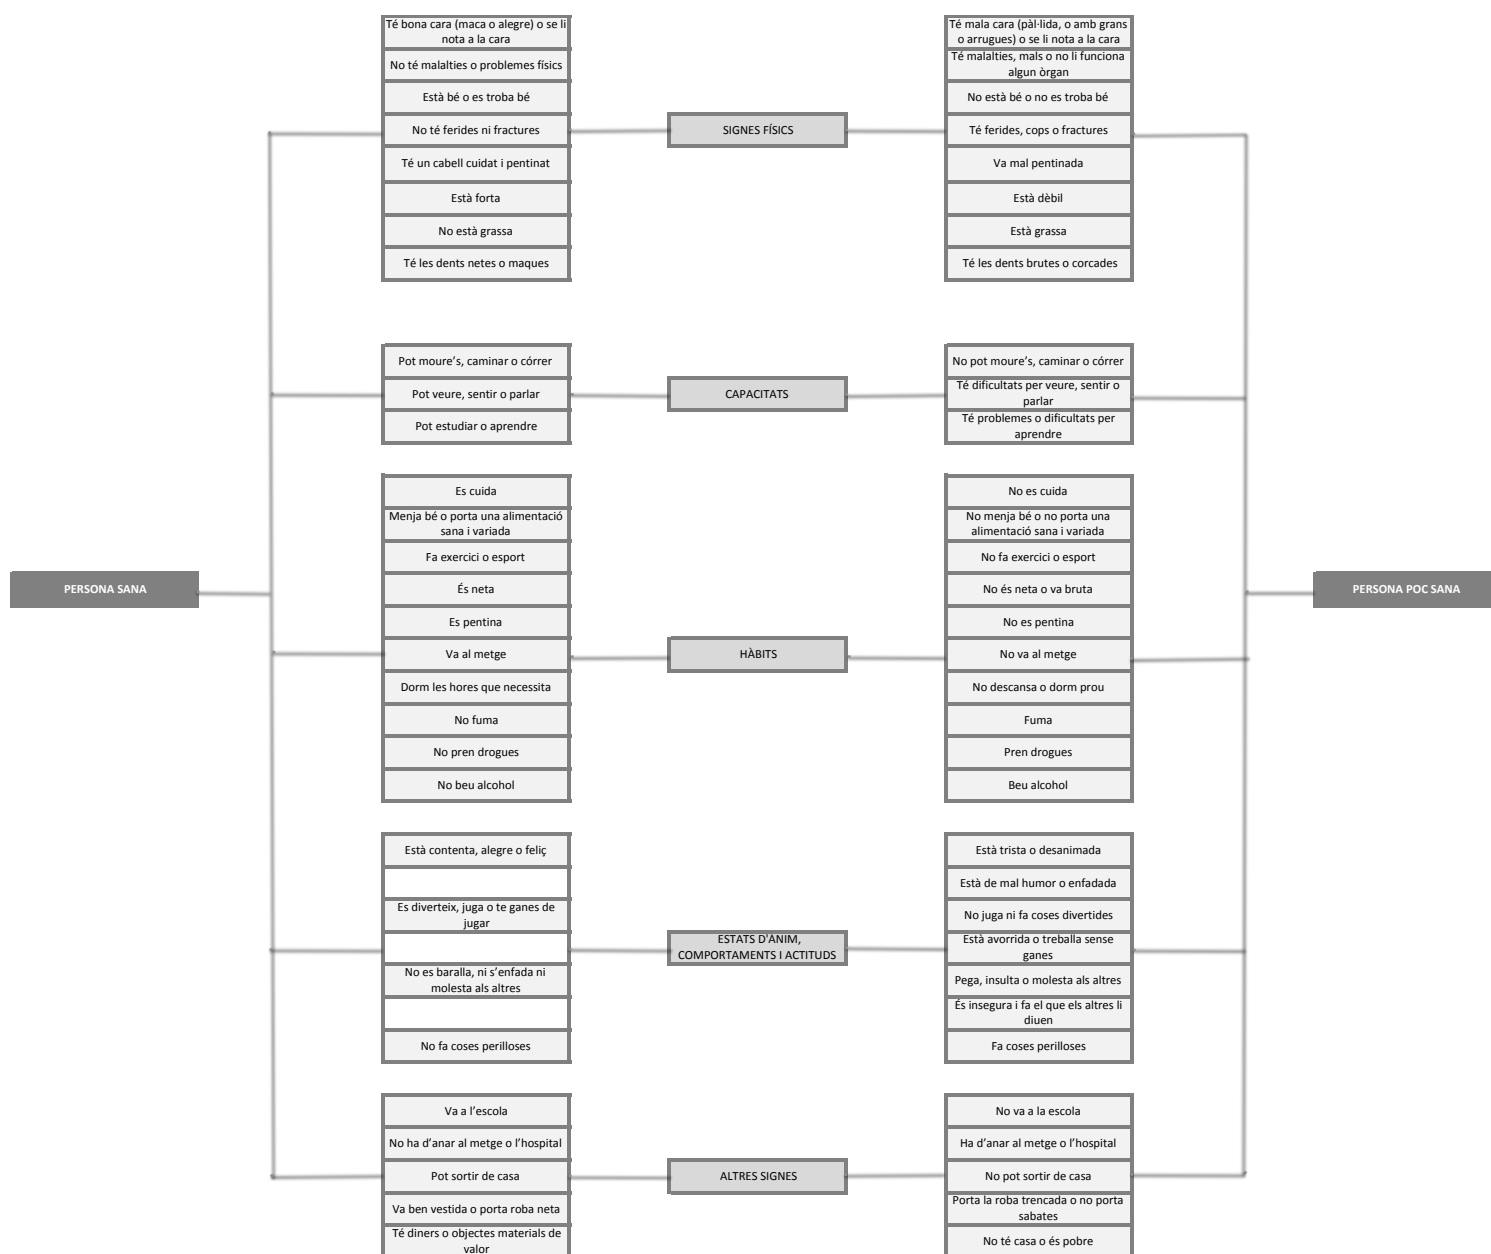 Té bona cara (maca o alegre) o se li
nota a la cara
No té malalties o problemes físics
Està bé o es troba bé
No té ferides ni fractures
Té un cabell cuidat i pentinat
Està forta
No està grassa
Té les dents netes o maques
SIGNES FÍSICS
Té mala cara (pàl·lida, o amb grans
o arrugues) o se li nota a la cara
Té malalties, mals o no li funciona
algun òrgan
No està bé o no es troba bé
Té ferides, cops o fractures
Va mal pentinada
Està dèbil
Està grassa
Té les dents brutes o corcades
Pot moure's, caminar o córrer
Pot veure, sentir o parlar
Pot estudiar o aprendre
CAPACITATS
No pot moure's, caminar o córrer
Té dificultats per veure, sentir o
parlar
Té problemes o dificultats per
aprendre
PERSONA SANA
Es cuida
Menja bé o porta una alimentació
sana i variada
Fa exercici o esport
És neta
Es pentina
Va al metge
Dorm les hores que necessita
No fuma
No pren drogues
No beu alcohol
HÀBITS
No es cuida
No menja bé o no porta una
alimentació sana i variada
No fa exercici o esport
No és neta o va bruta
No es pentina
No va al metge
No descansa o dorm prou
Fuma
Pren drogues
Beu alcohol
PERSONA POC SANA
Està contenta, alegre o feliç
Es diverteix, juga o te ganes de
jugar
No es baralla, ni s'enfada ni
molesta als altres
No fa coses perilloses
ESTATS D'ÀNIM,
COMPORTAMENTS I ACTITUDS
Està trista o desanimada
Està de mal humor o enfadada
No juga ni fa coses divertides
Està avorrida o treballa sense
ganes
Pega, insulta o molesta als altres
És insegura i fa el que els altres li
diuen
Fa coses perilloses
Va a l'escola
No ha d'anar al metge o l'hospital
Pot sortir de casa
Va ben vestida o porta roba neta
Té diners o objectes materials de
valor
ALTRES SIGNES
No va a la escola
Ha d'anar al metge o l'hospital
No pot sortir de casa
Porta la roba trencada o no porta
sabates
No té casa o és pobre